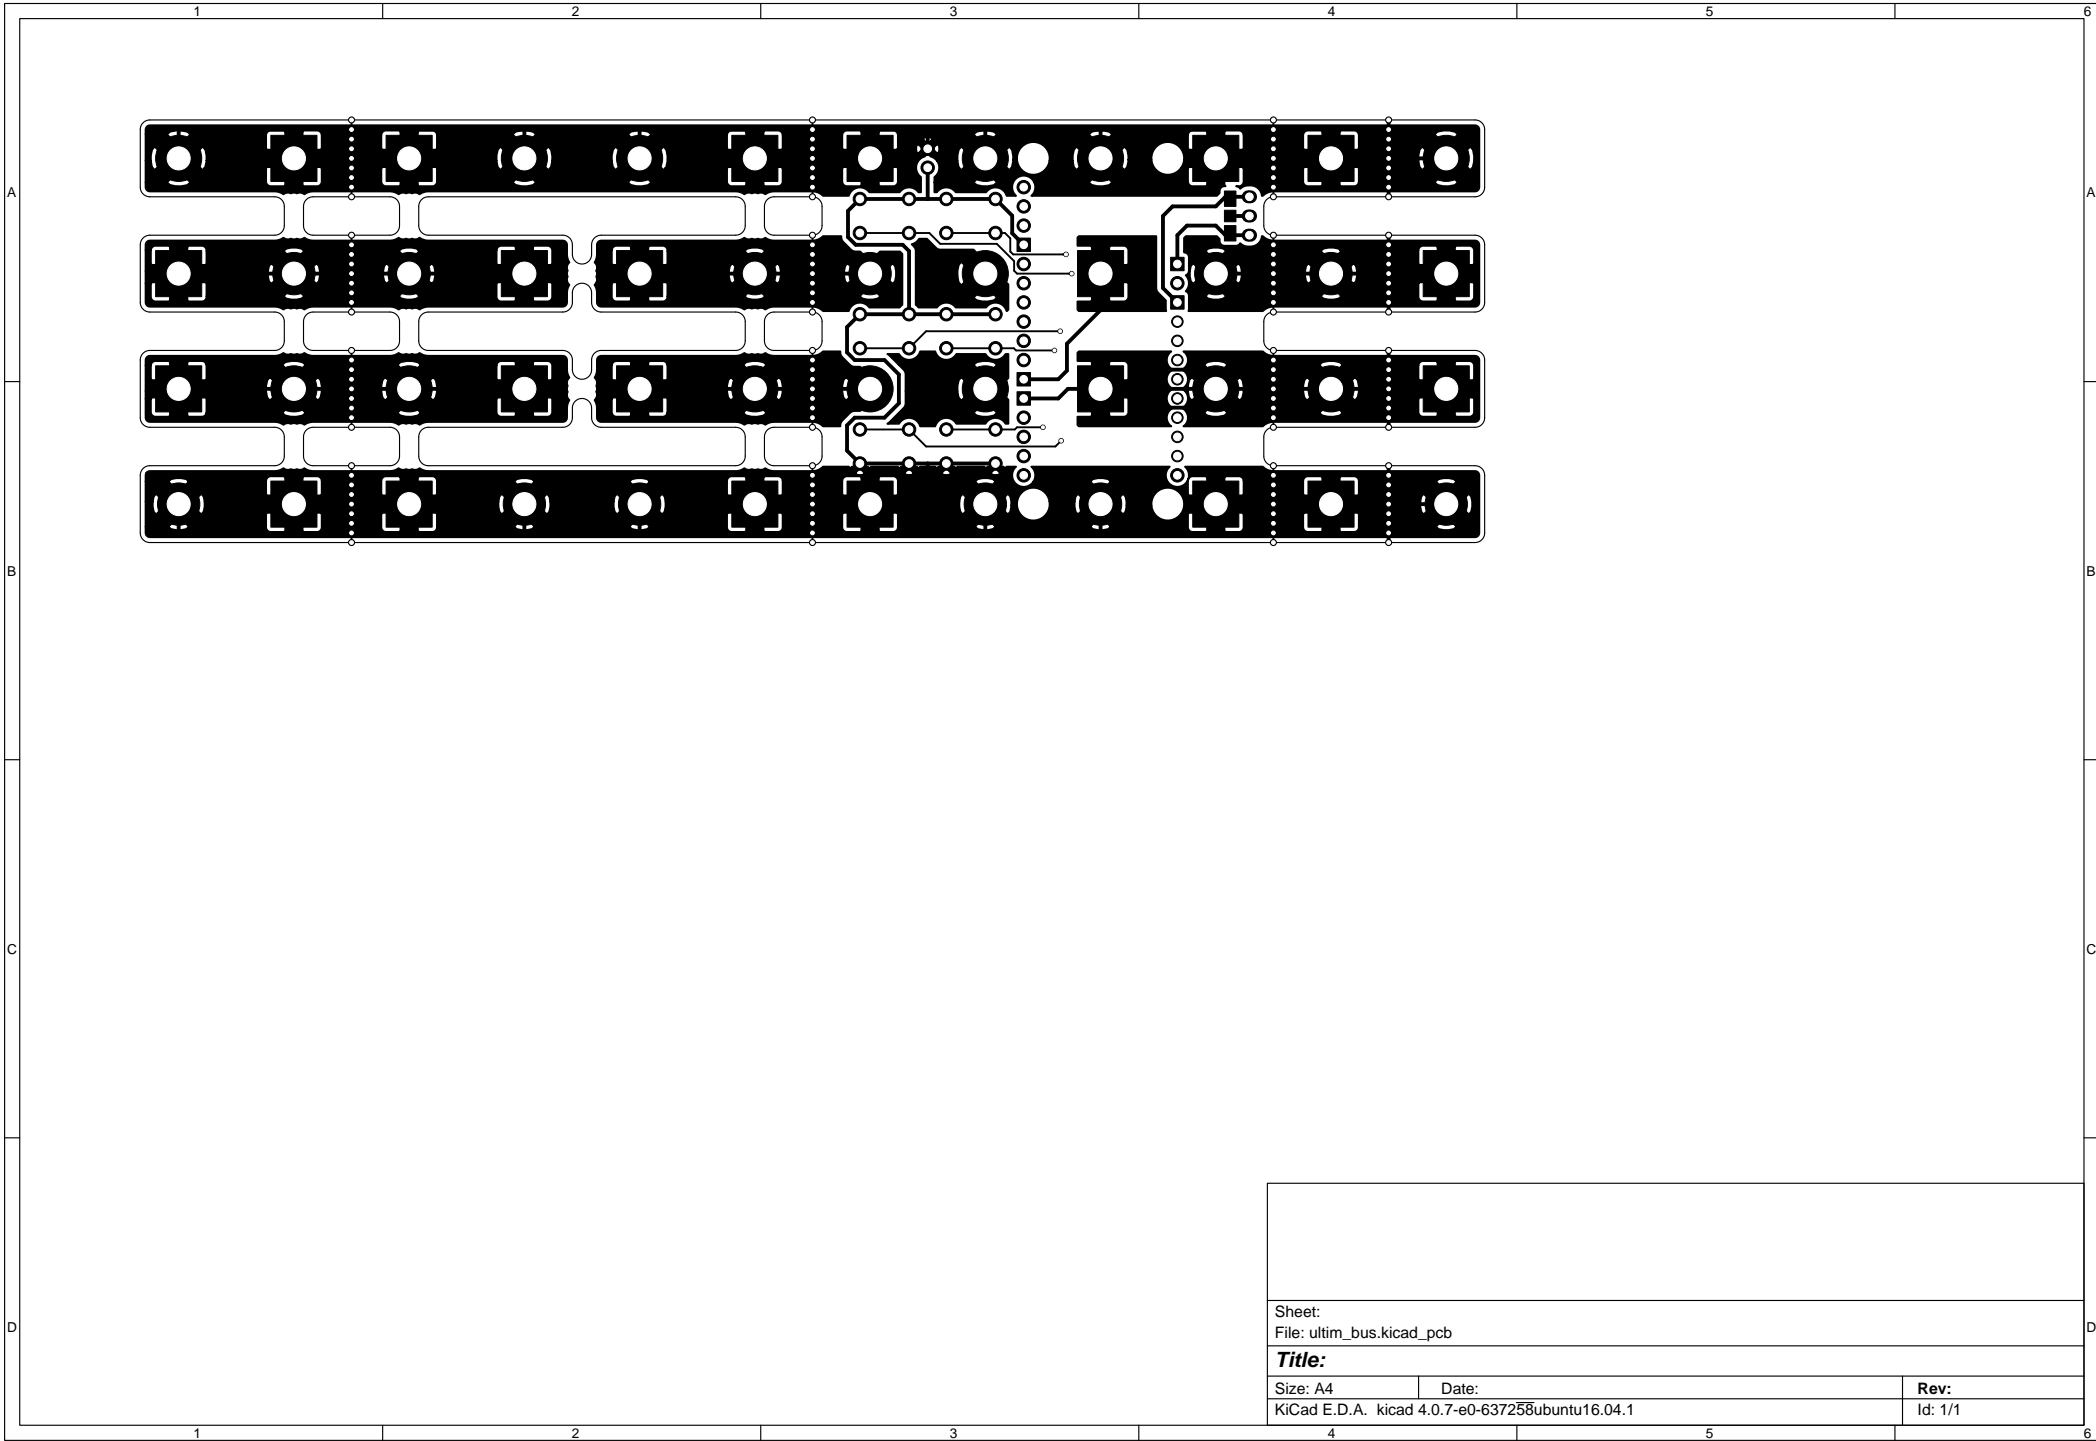 1 2 3 4 5 6
A A
B B
C C
Sheet:
File: ultim_bus.kicad_pcb
D D
Title:
Size: A4 Date: Rev:
KiCad E.D.A. kicad 4.0.7-e0-637258ubuntu16.04.1 Id: 1/1
1 2 3 4 5 6